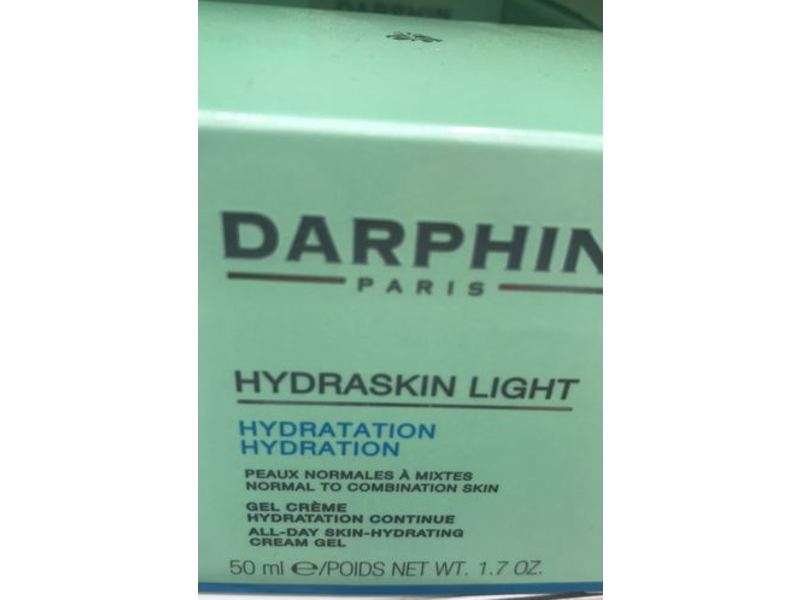 DARPHIN
DARPHIN
PARIS
HYDRASKIN LIGHT
HYDRATATION
HYDRATION
PEAUX NORMALES À MIXTES
NORMAL TO COMBINATION SKIN
GEL CRÈME
HYDRATATION CONTINUE
ALL-DAY SKIN-HYDRATING
CREAM GEL
50 ml ℮/POIDS NET WT. 1.7 OZ.